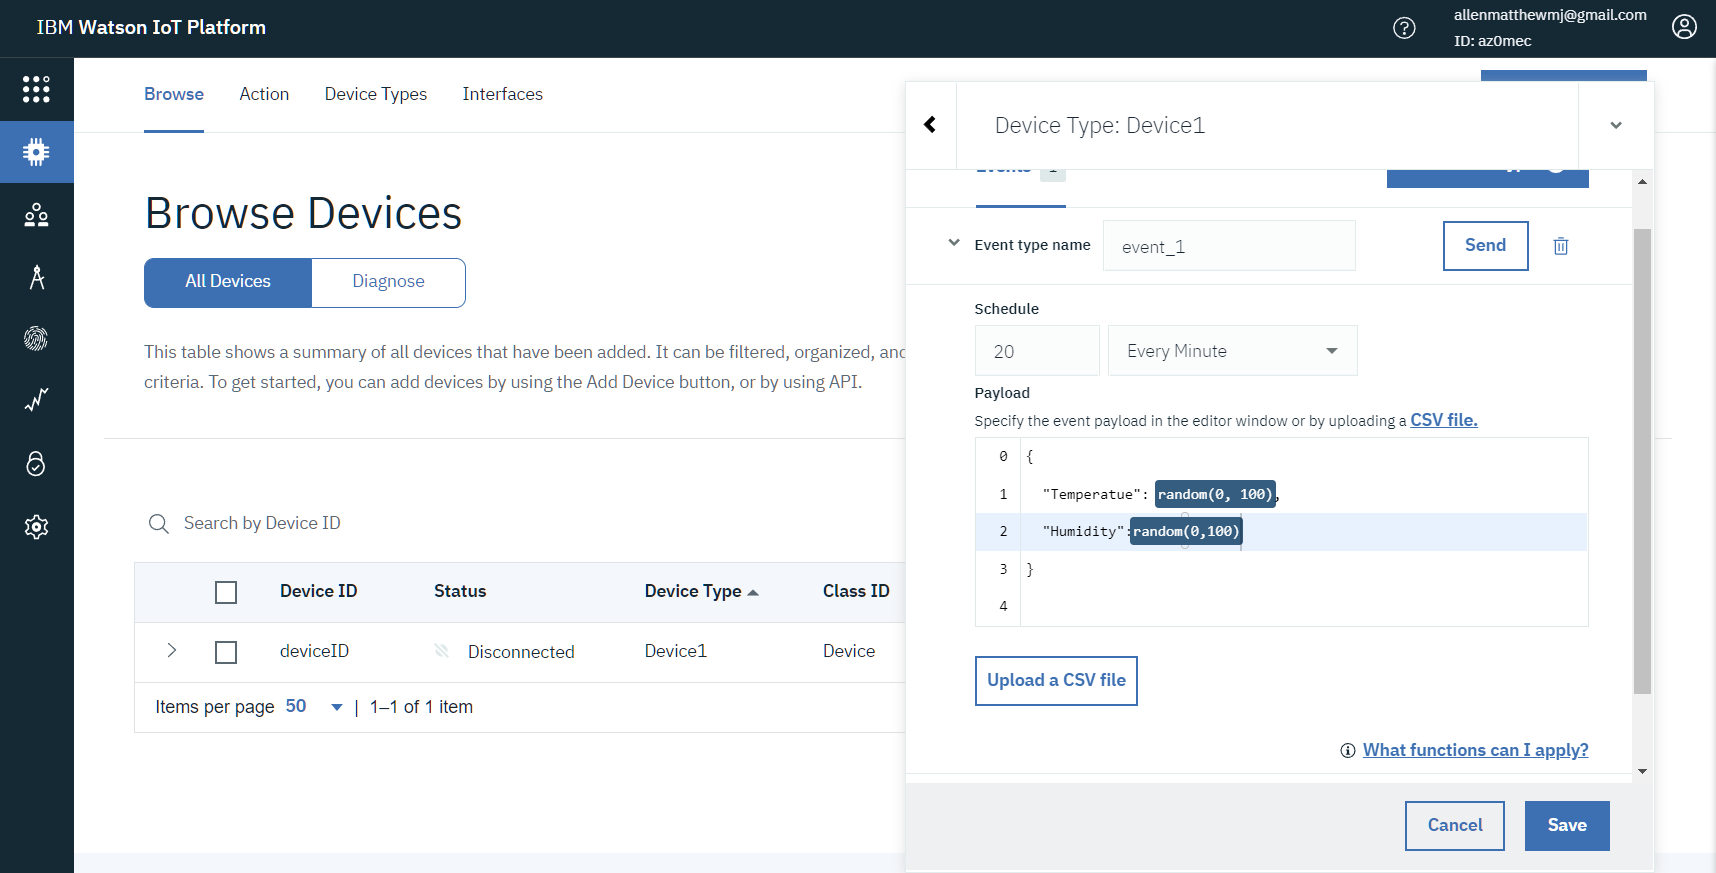 IBM Watson IoT Platform
allenmatthewmj@gmail.com
ID: az0mec
Browse
Action
Device Types
Interfaces
Browse Devices
All Devices
Diagnose
This table shows a summary of all devices that have been added. It can be filtered, organized, and
criteria. To get started, you can add devices by using the Add Device button, or by using API.
Search by Device ID
Device ID
Status
Device Type
Class ID
deviceID
Disconnected
Device1
Device
Items per page 50 | 1–1 of 1 item
Device Type: Device1
Events 1
Event type name
event_1
Send
Schedule
20
Every Minute
Payload
Specify the event payload in the editor window or by uploading a CSV file.
0 {
1 "Temperatue": random(0, 100),
2 "Humidity":random(0,100)
3 }
4
Upload a CSV file
What functions can I apply?
Cancel
Save